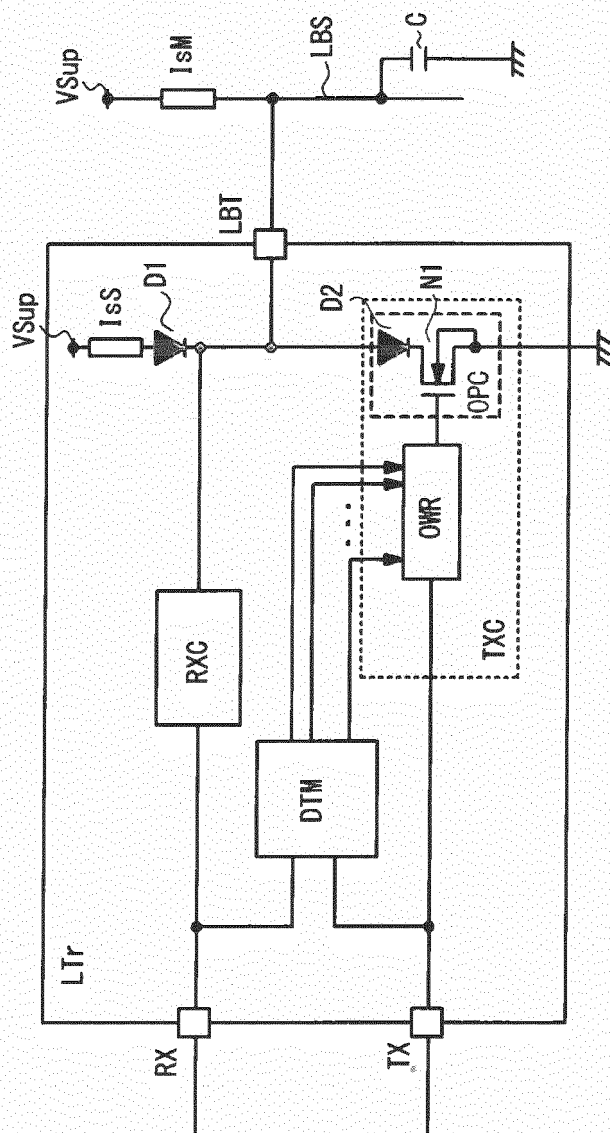 VSup
IsM
LBS
C
LBT
VSup
IsS
D1
D2
N1
OPC
OWR
TXC
RXC
DTM
LTr
RX
TX